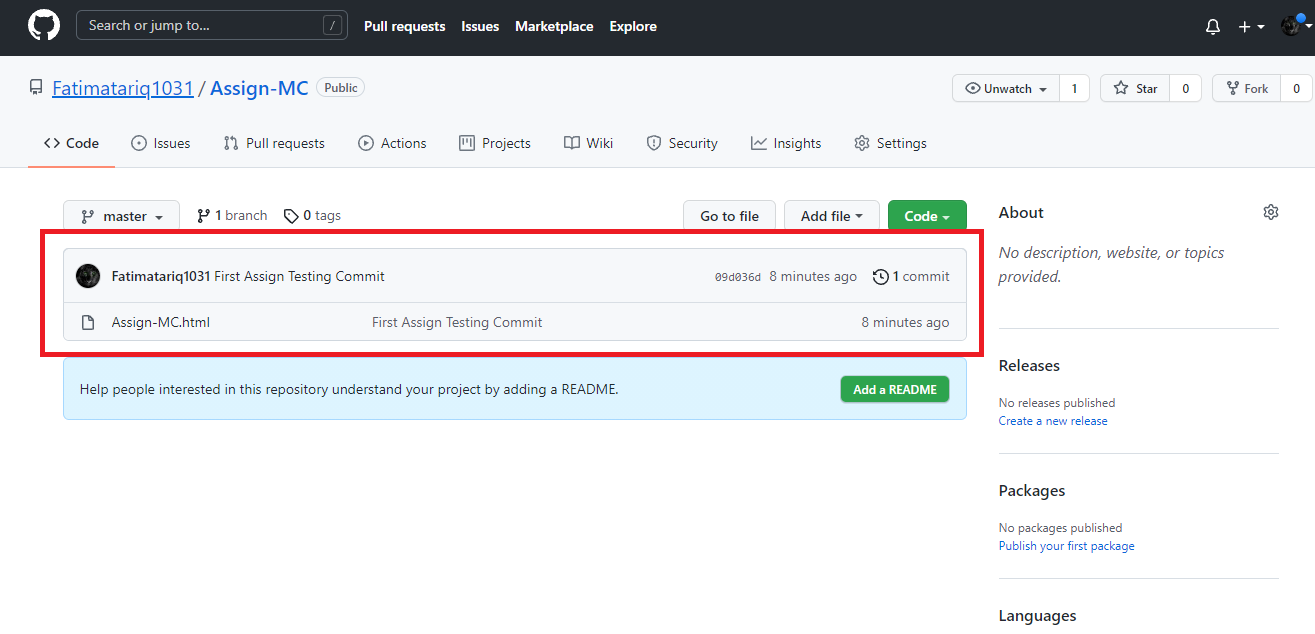 Search or jump to... /
Pull requests Issues Marketplace Explore
Fatimatariq1031 / Assign-MC Public
Unwatch 1 Star 0 Fork 0
Code Issues Pull requests Actions Projects Wiki Security Insights Settings
master 1 branch 0 tags Go to file Add file Code
Fatimatariq1031 First Assign Testing Commit 09d036d 8 minutes ago 1 commit
Assign-MC.html First Assign Testing Commit 8 minutes ago
Help people interested in this repository understand your project by adding a README. Add a README
About
No description, website, or topics
provided.
Releases
No releases published
Create a new release
Packages
No packages published
Publish your first package
Languages